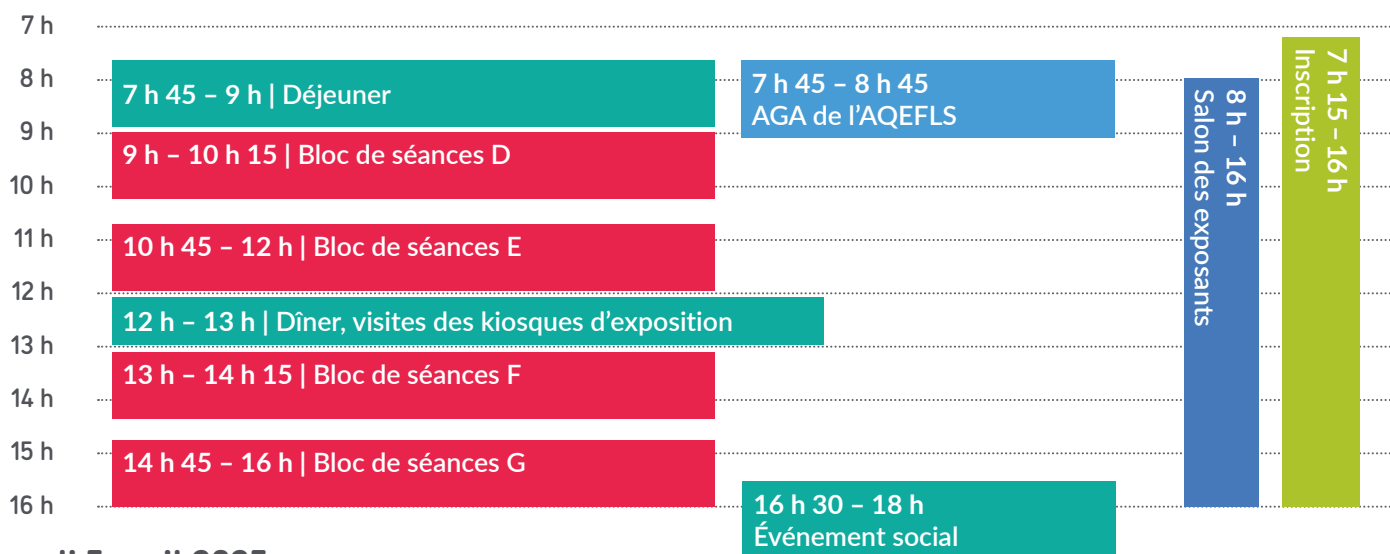 7 h
8 h
9 h
10 h
11 h
12 h
13 h
14 h
15 h
16 h
7 h 45 – 9 h | Déjeuner
9 h – 10 h 15 | Bloc de séances D
10 h 45 – 12 h | Bloc de séances E
12 h – 13 h | Dîner, visites des kiosques d’exposition
13 h – 14 h 15 | Bloc de séances F
14 h 45 – 16 h | Bloc de séances G
7 h 45 – 8 h 45
AGA de l’AQEFLS
16 h 30 – 18 h
Événement social
8 h – 16 h
Salon des exposants
7 h 15 – 16 h
Inscription